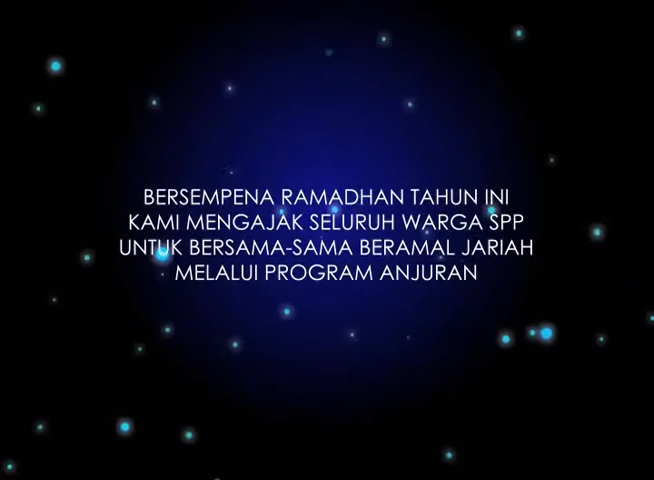 BERSEMPENA RAMADHAN TAHUN INI
KAMI MENGAJAK SELURUH WARGA SPP
UNTUK BERSAMA-SAMA BERAMAL JARIAH
MELALUI PROGRAM ANJURAN